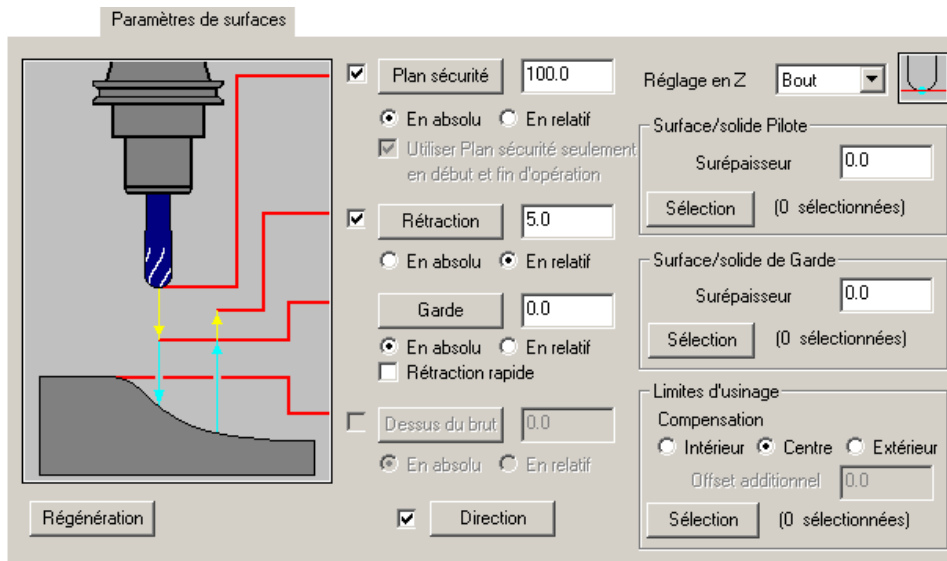 Paramètres de surfaces
Plan sécurité 100.0
En absolu En relatif
Utiliser Plan sécurité seulement
en début et fin d'opération
Rétraction 5.0
En absolu En relatif
Garde 0.0
En absolu En relatif
Rétraction rapide
Dessus du brut 0.0
En absolu En relatif
Régénération
Direction
Réglage en Z Bout
Surface/solide Pilote
Surépaisseur 0.0
Sélection (0 sélectionnées)
Surface/solide de Garde
Surépaisseur 0.0
Sélection (0 sélectionnées)
Limites d'usinage
Compensation
Intérieur Centre Extérieur
Offset additionnel 0.0
Sélection (0 sélectionnées)